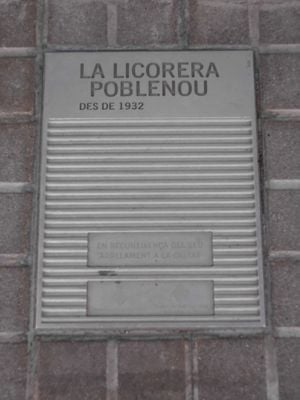 LA LICORERA
POBLENOU
DES DE 1932
EN RECONEIXENÇA DEL SEU
"ARRELAMENT A LA CIUTAT"